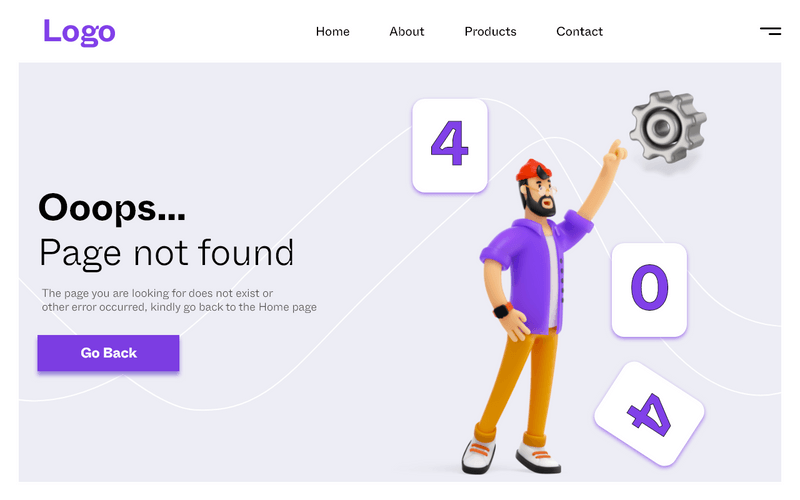 Logo
Home
About
Products
Contact
4
Ooops...
Page not found
0
The page you are looking for does not exist or
other error occurred, kindly go back to the Home page
Go Back
4